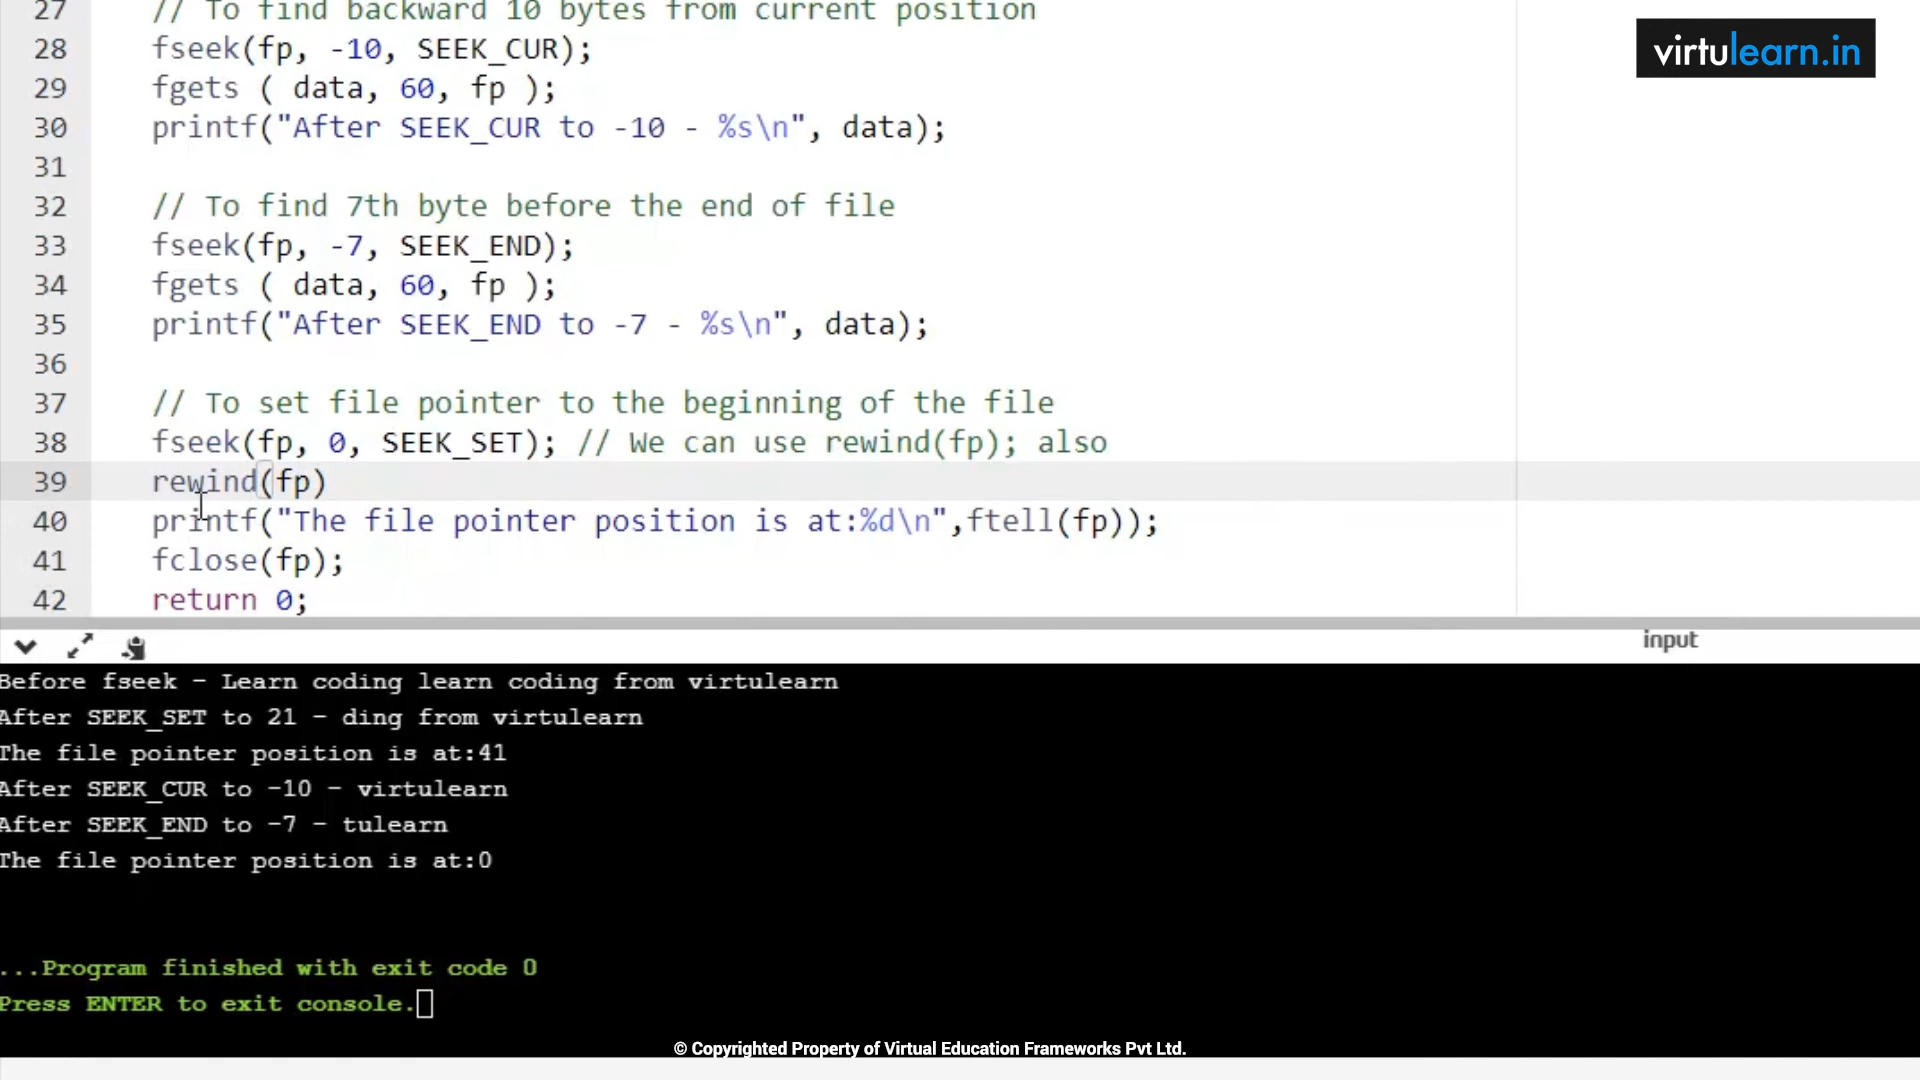 27 // To find backward 10 bytes from current position
28 fseek(fp, -10, SEEK_CUR);
29 fgets ( data, 60, fp );
30 printf("After SEEK_CUR to -10 - %s\n", data);
31
32 // To find 7th byte before the end of file
33 fseek(fp, -7, SEEK_END);
34 fgets ( data, 60, fp );
35 printf("After SEEK_END to -7 - %s\n", data);
36
37 // To set file pointer to the beginning of the file
38 fseek(fp, 0, SEEK_SET); // We can use rewind(fp); also
39 rewind(fp)
40 printf("The file pointer position is at:%d\n",ftell(fp));
41 fclose(fp);
42 return 0;
virtulearn.in
input
Before fseek - Learn coding learn coding from virtulearn
After SEEK_SET to 21 - ding from virtulearn
The file pointer position is at:41
After SEEK_CUR to -10 - virtulearn
After SEEK_END to -7 - tulearn
The file pointer position is at:0
...Program finished with exit code 0
Press ENTER to exit console.
© Copyrighted Property of Virtual Education Frameworks Pvt Ltd.